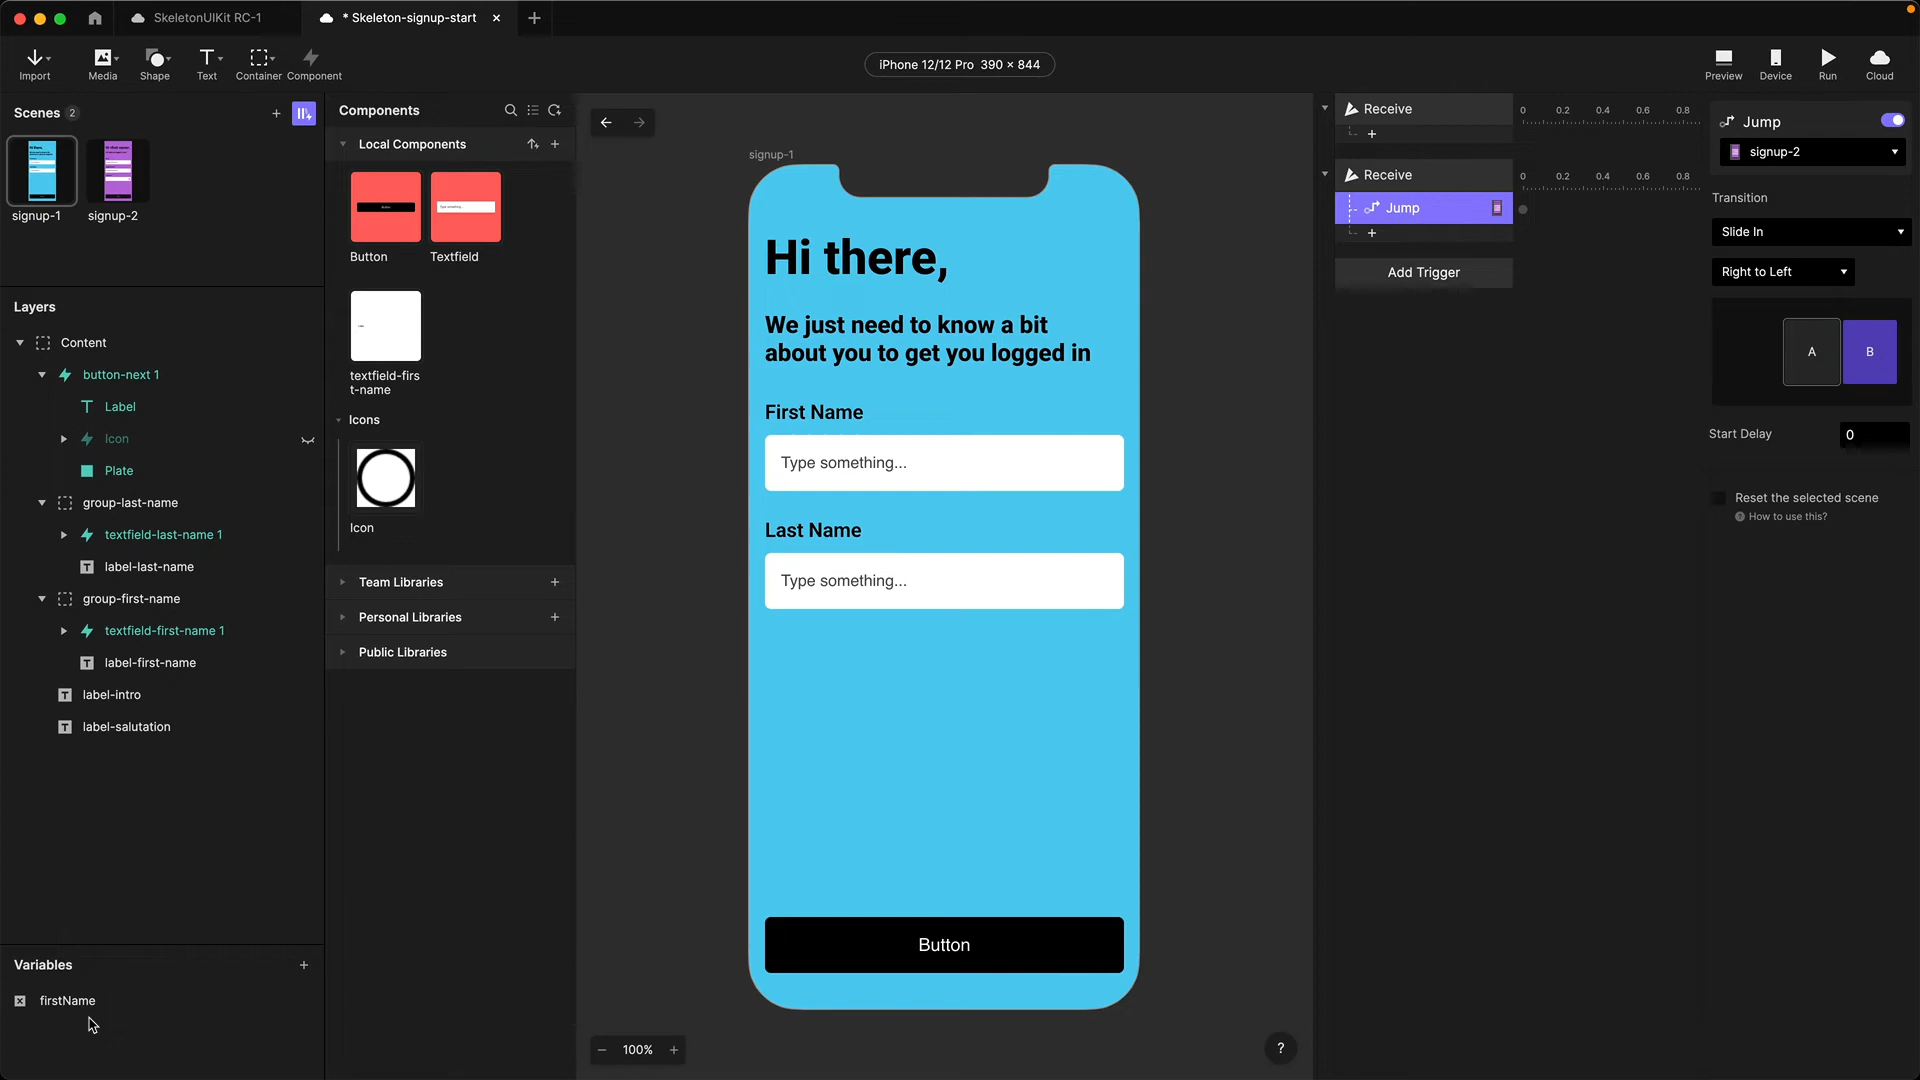 SkeletonUIKit RC-1
* Skeleton-signup-start
Import
Media
Shape
Text
Container
Component
iPhone 12/12 Pro 390 × 844
Preview
Device
Run
Cloud
Scenes 2
signup-1
signup-2
Layers
Content
button-next 1
Label
Icon
Plate
group-last-name
textfield-last-name 1
label-last-name
group-first-name
textfield-first-name 1
label-first-name
label-intro
label-salutation
Variables
firstName
Components
Local Components
Button
Textfield
textfield-firs
t-name
Icons
Icon
Team Libraries
Personal Libraries
Public Libraries
signup-1
Hi there,
We just need to know a bit
about you to get you logged in
First Name
Type something...
Last Name
Type something...
Button
100%
?
Receive
0 0.2 0.4 0.6 0.8
Receive
0 0.2 0.4 0.6 0.8
Jump
Add Trigger
Jump
signup-2
Transition
Slide In
Right to Left
A
B
Start Delay
0
Reset the selected scene
How to use this?